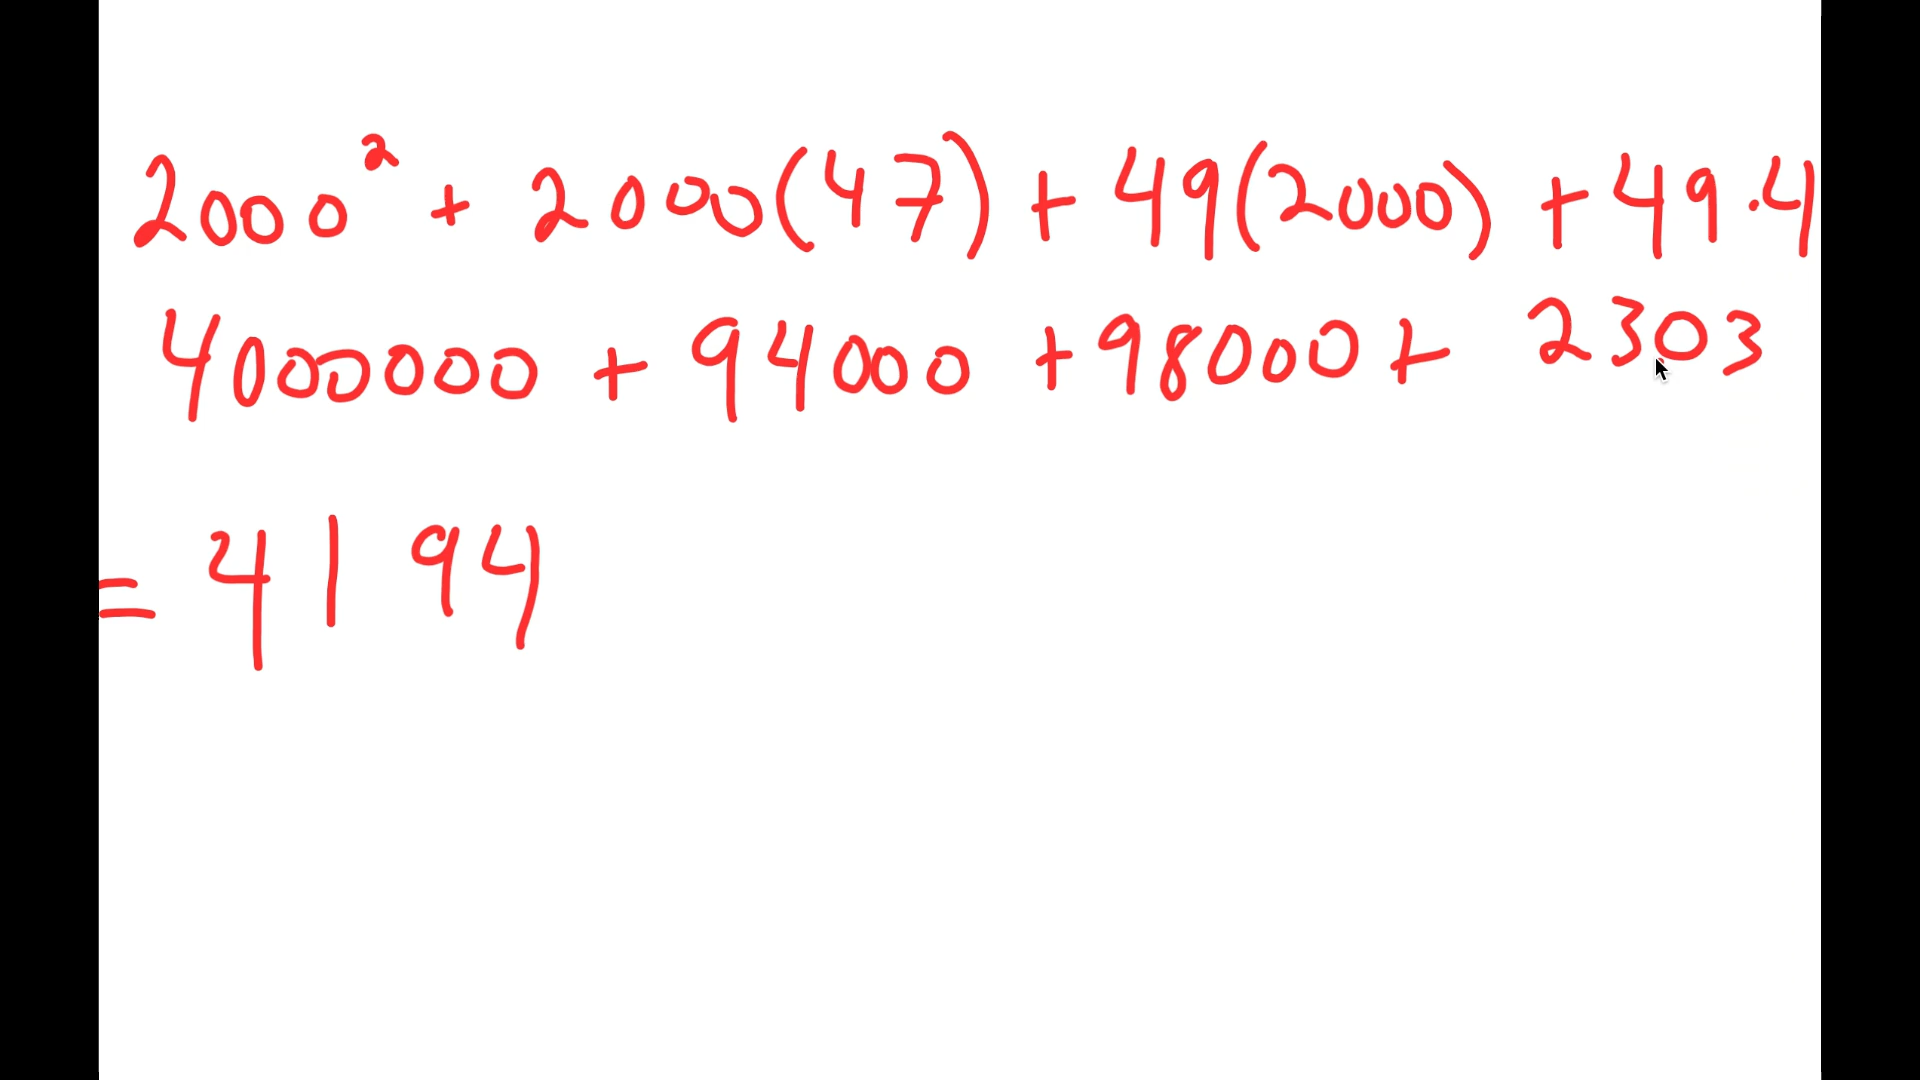 2000² + 2000(47) + 49(2000) + 49·4
4000000 + 94000 + 98000 + 2303
= 4194